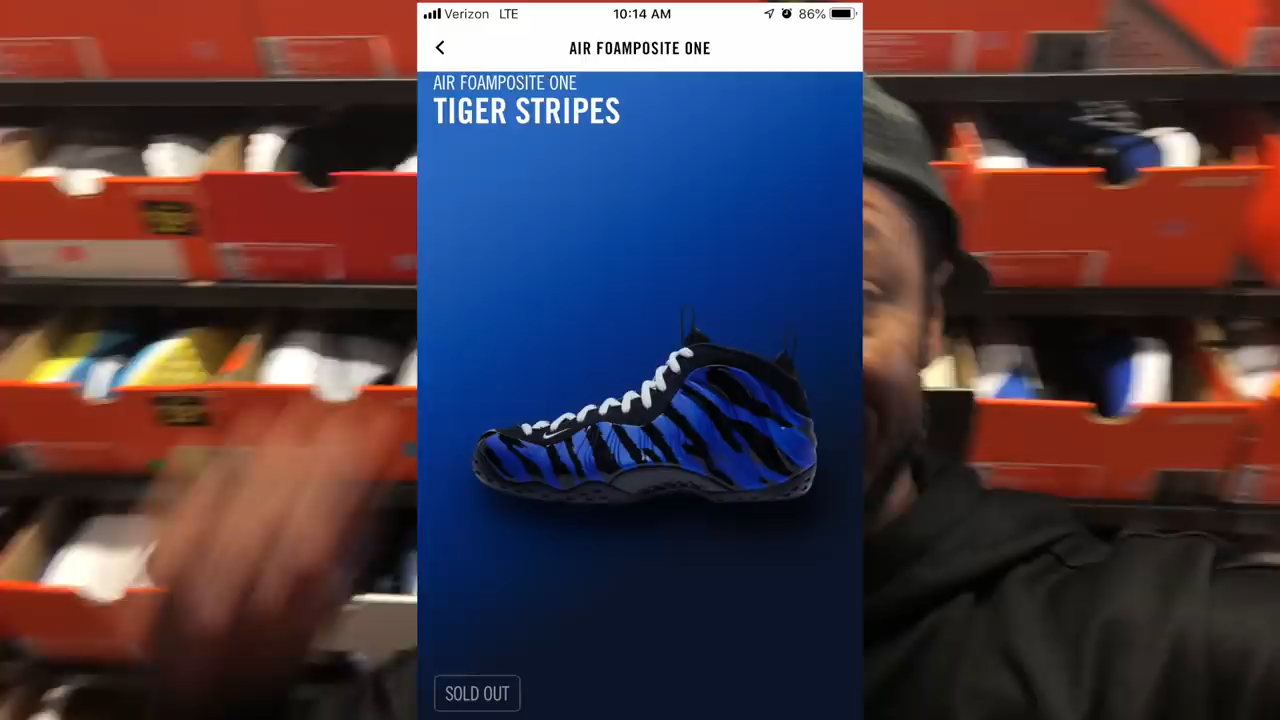 Verizon LTE 10:14 AM 86%
AIR FOAMPOSITE ONE
AIR FOAMPOSITE ONE
TIGER STRIPES
SOLD OUT